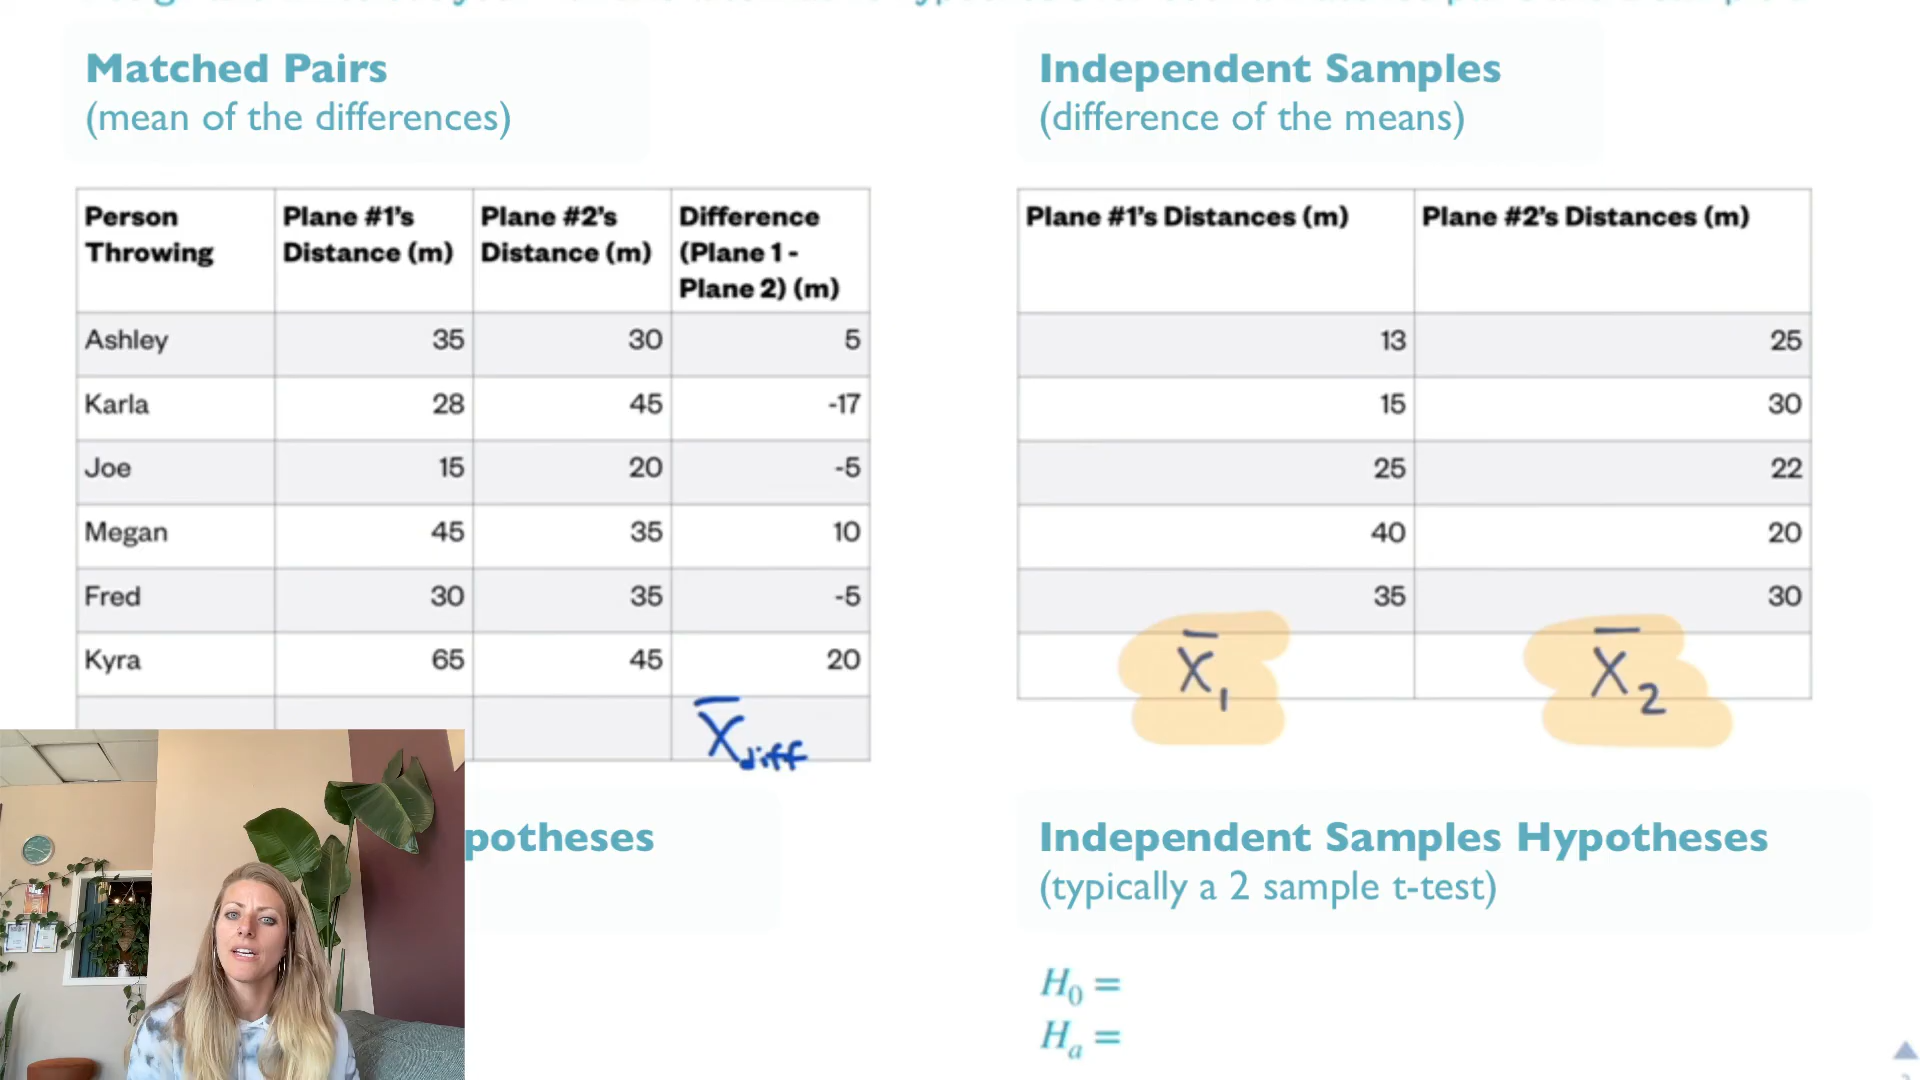 Matched Pairs
(mean of the differences)
Person Throwing | Plane #1's Distance (m) | Plane #2's Distance (m) | Difference (Plane 1 - Plane 2) (m)
Ashley 35 30 5
Karla 28 45 -17
Joe 15 20 -5
Megan 45 35 10
Fred 30 35 -5
Kyra 65 45 20
X̄diff
potheses
Independent Samples
(difference of the means)
Plane #1's Distances (m) | Plane #2's Distances (m)
13 25
15 30
25 22
40 20
35 30
X̄1 X̄2
Independent Samples Hypotheses
(typically a 2 sample t-test)
H0 =
Ha =